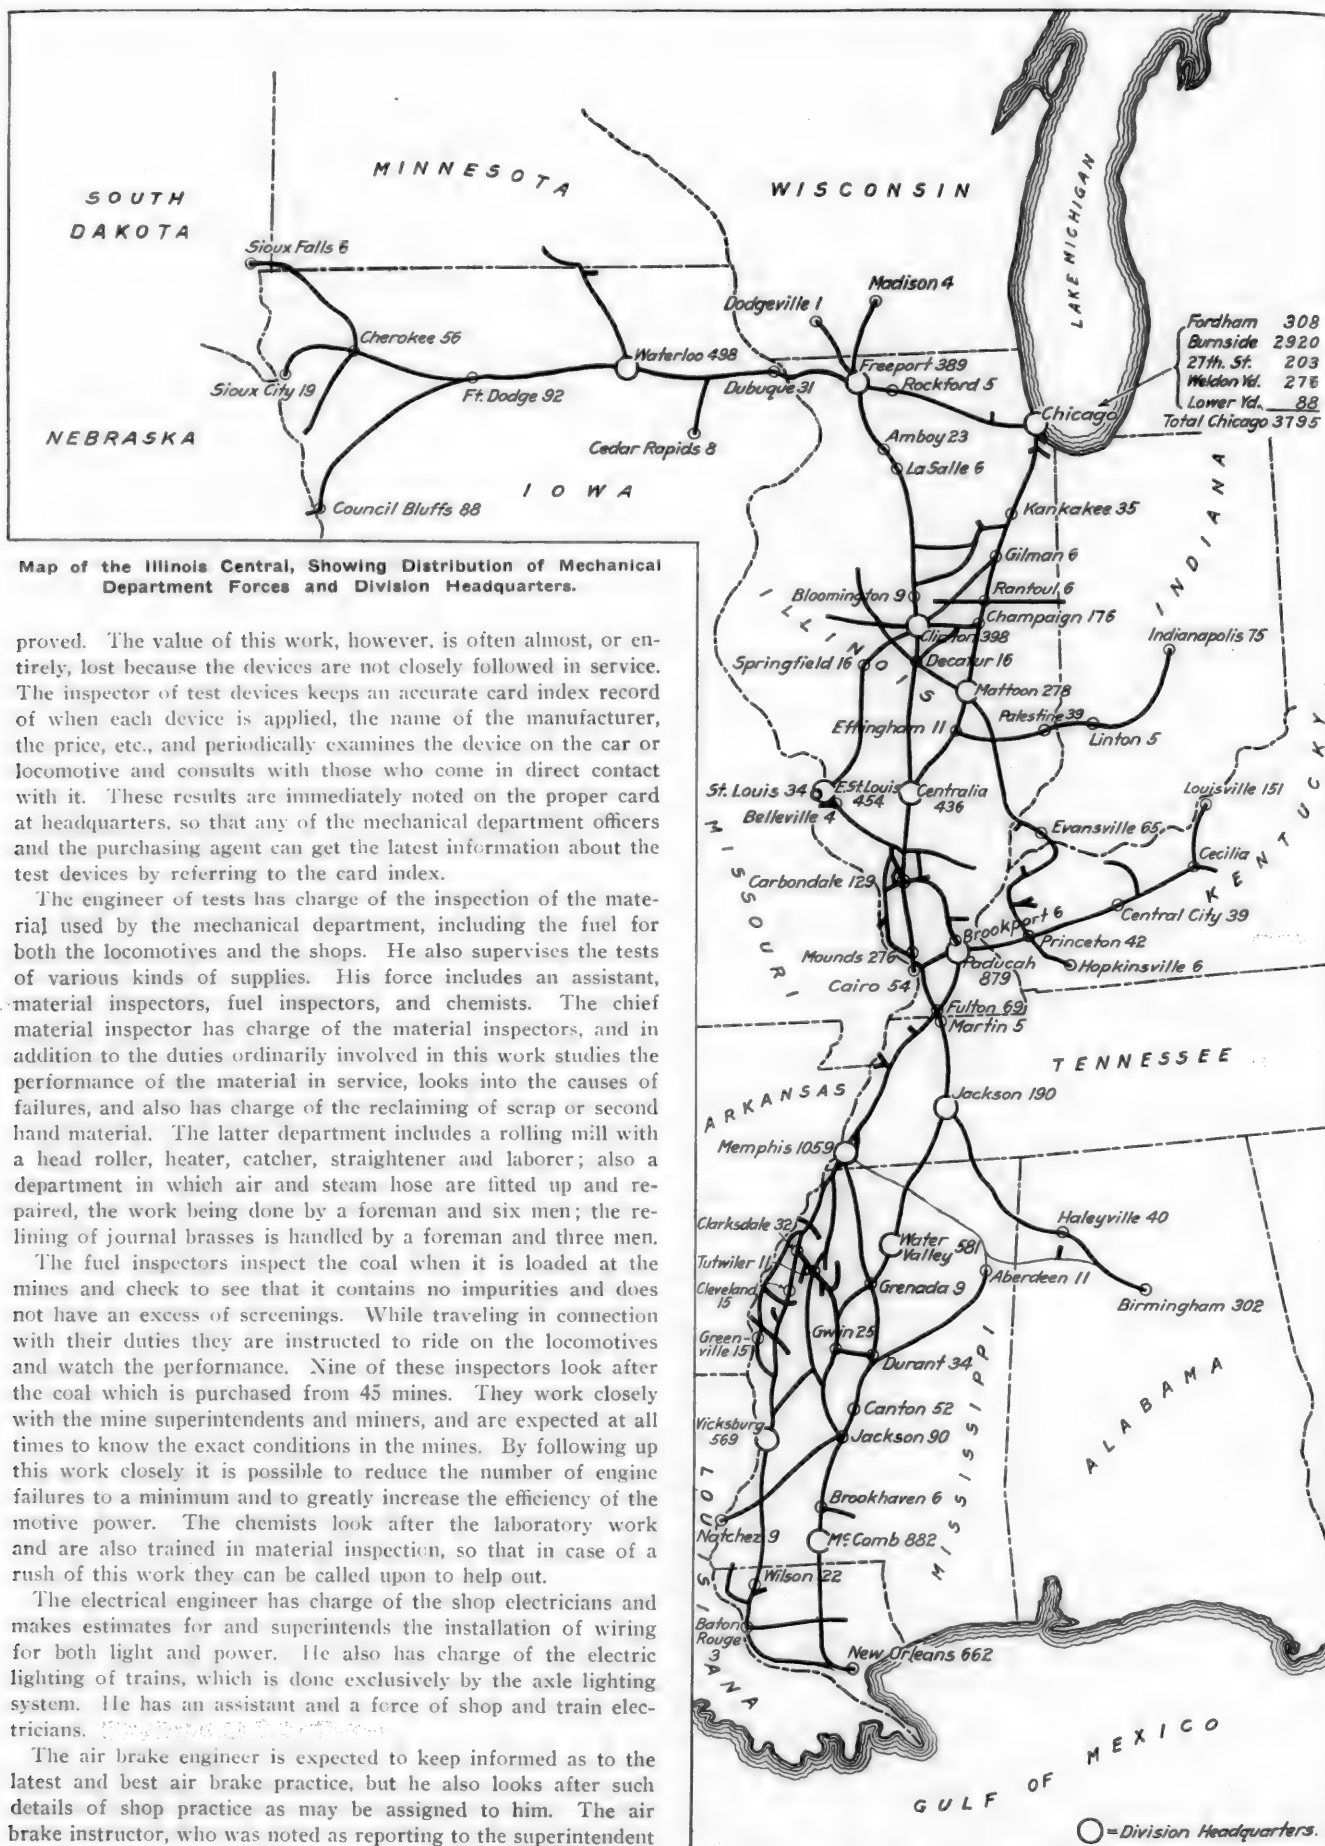 SOUTH
DAKOTA
MINNESOTA
WISCONSIN
LAKE MICHIGAN
Sioux Falls 6
Cherokee 56
Sioux City 19
Ft. Dodge 92
Waterloo 498
Cedar Rapids 8
Council Bluffs 88
NEBRASKA
IOWA
Dubuque 31
Dodgeville 1
Madison 4
Freeport 389
Rockford 5
Chicago
Fordham 308
Burnside 2920
27th. St. 203
Weldon Yd. 276
Lower Yd. 88
Total Chicago 3795
Amboy 23
La Salle 6
Kankakee 35
Gilman 6
Rantoul 6
Bloomington 9
Champaign 176
Clinton 398
INDIANA
Indianapolis 75
ILLINOIS
Springfield 16
Decatur 16
Mattoon 278
Palestine 39
Effingham 11
Linton 5
St. Louis 34
E. St. Louis
454
Centralia
436
Belleville 4
Louisville 151
Evansville 65
Cecilia
KENTUCKY
MISSOURI
Carbondale 129
Central City 39
Brookport 6
Princeton 42
Mounds 276
Paducah
879
Hopkinsville 6
Cairo 54
Fulton 69
Martin 5
TENNESSEE
ARKANSAS
Jackson 190
Memphis 1059
Clarksdale 32
Haleyville 40
Water
Valley 581
Tutwiler 11
Aberdeen 11
Cleveland
15
Grenada 9
Birmingham 302
Green-
ville 15
Gwin 25
Durant 34
MISSISSIPPI
ALABAMA
Canton 52
Vicksburg
569
Jackson 90
Brookhaven 6
Natchez 9
McComb 882
LOUISIANA
Wilson 22
Baton
Rouge
3
New Orleans 662
GULF OF MEXICO
=Division Headquarters.
Map of the Illinois Central, Showing Distribution of Mechanical
Department Forces and Division Headquarters.
proved. The value of this work, however, is often almost, or en-
tirely, lost because the devices are not closely followed in service.
The inspector of test devices keeps an accurate card index record
of when each device is applied, the name of the manufacturer,
the price, etc., and periodically examines the device on the car or
locomotive and consults with those who come in direct contact
with it. These results are immediately noted on the proper card
at headquarters, so that any of the mechanical department officers
and the purchasing agent can get the latest information about the
test devices by referring to the card index.
The engineer of tests has charge of the inspection of the mate-
rial used by the mechanical department, including the fuel for
both the locomotives and the shops. He also supervises the tests
of various kinds of supplies. His force includes an assistant,
material inspectors, fuel inspectors, and chemists. The chief
material inspector has charge of the material inspectors, and in
addition to the duties ordinarily involved in this work studies the
performance of the material in service, looks into the causes of
failures, and also has charge of the reclaiming of scrap or second
hand material. The latter department includes a rolling mill with
a head roller, heater, catcher, straightener and laborer; also a
department in which air and steam hose are fitted up and re-
paired, the work being done by a foreman and six men; the re-
lining of journal brasses is handled by a foreman and three men.
The fuel inspectors inspect the coal when it is loaded at the
mines and check to see that it contains no impurities and does
not have an excess of screenings. While traveling in connection
with their duties they are instructed to ride on the locomotives
and watch the performance. Nine of these inspectors look after
the coal which is purchased from 45 mines. They work closely
with the mine superintendents and miners, and are expected at all
times to know the exact conditions in the mines. By following up
this work closely it is possible to reduce the number of engine
failures to a minimum and to greatly increase the efficiency of the
motive power. The chemists look after the laboratory work
and are also trained in material inspection, so that in case of a
rush of this work they can be called upon to help out.
The electrical engineer has charge of the shop electricians and
makes estimates for and superintends the installation of wiring
for both light and power. He also has charge of the electric
lighting of trains, which is done exclusively by the axle lighting
system. He has an assistant and a force of shop and train elec-
tricians.
The air brake engineer is expected to keep informed as to the
latest and best air brake practice, but he also looks after such
details of shop practice as may be assigned to him. The air
brake instructor, who was noted as reporting to the superintendent